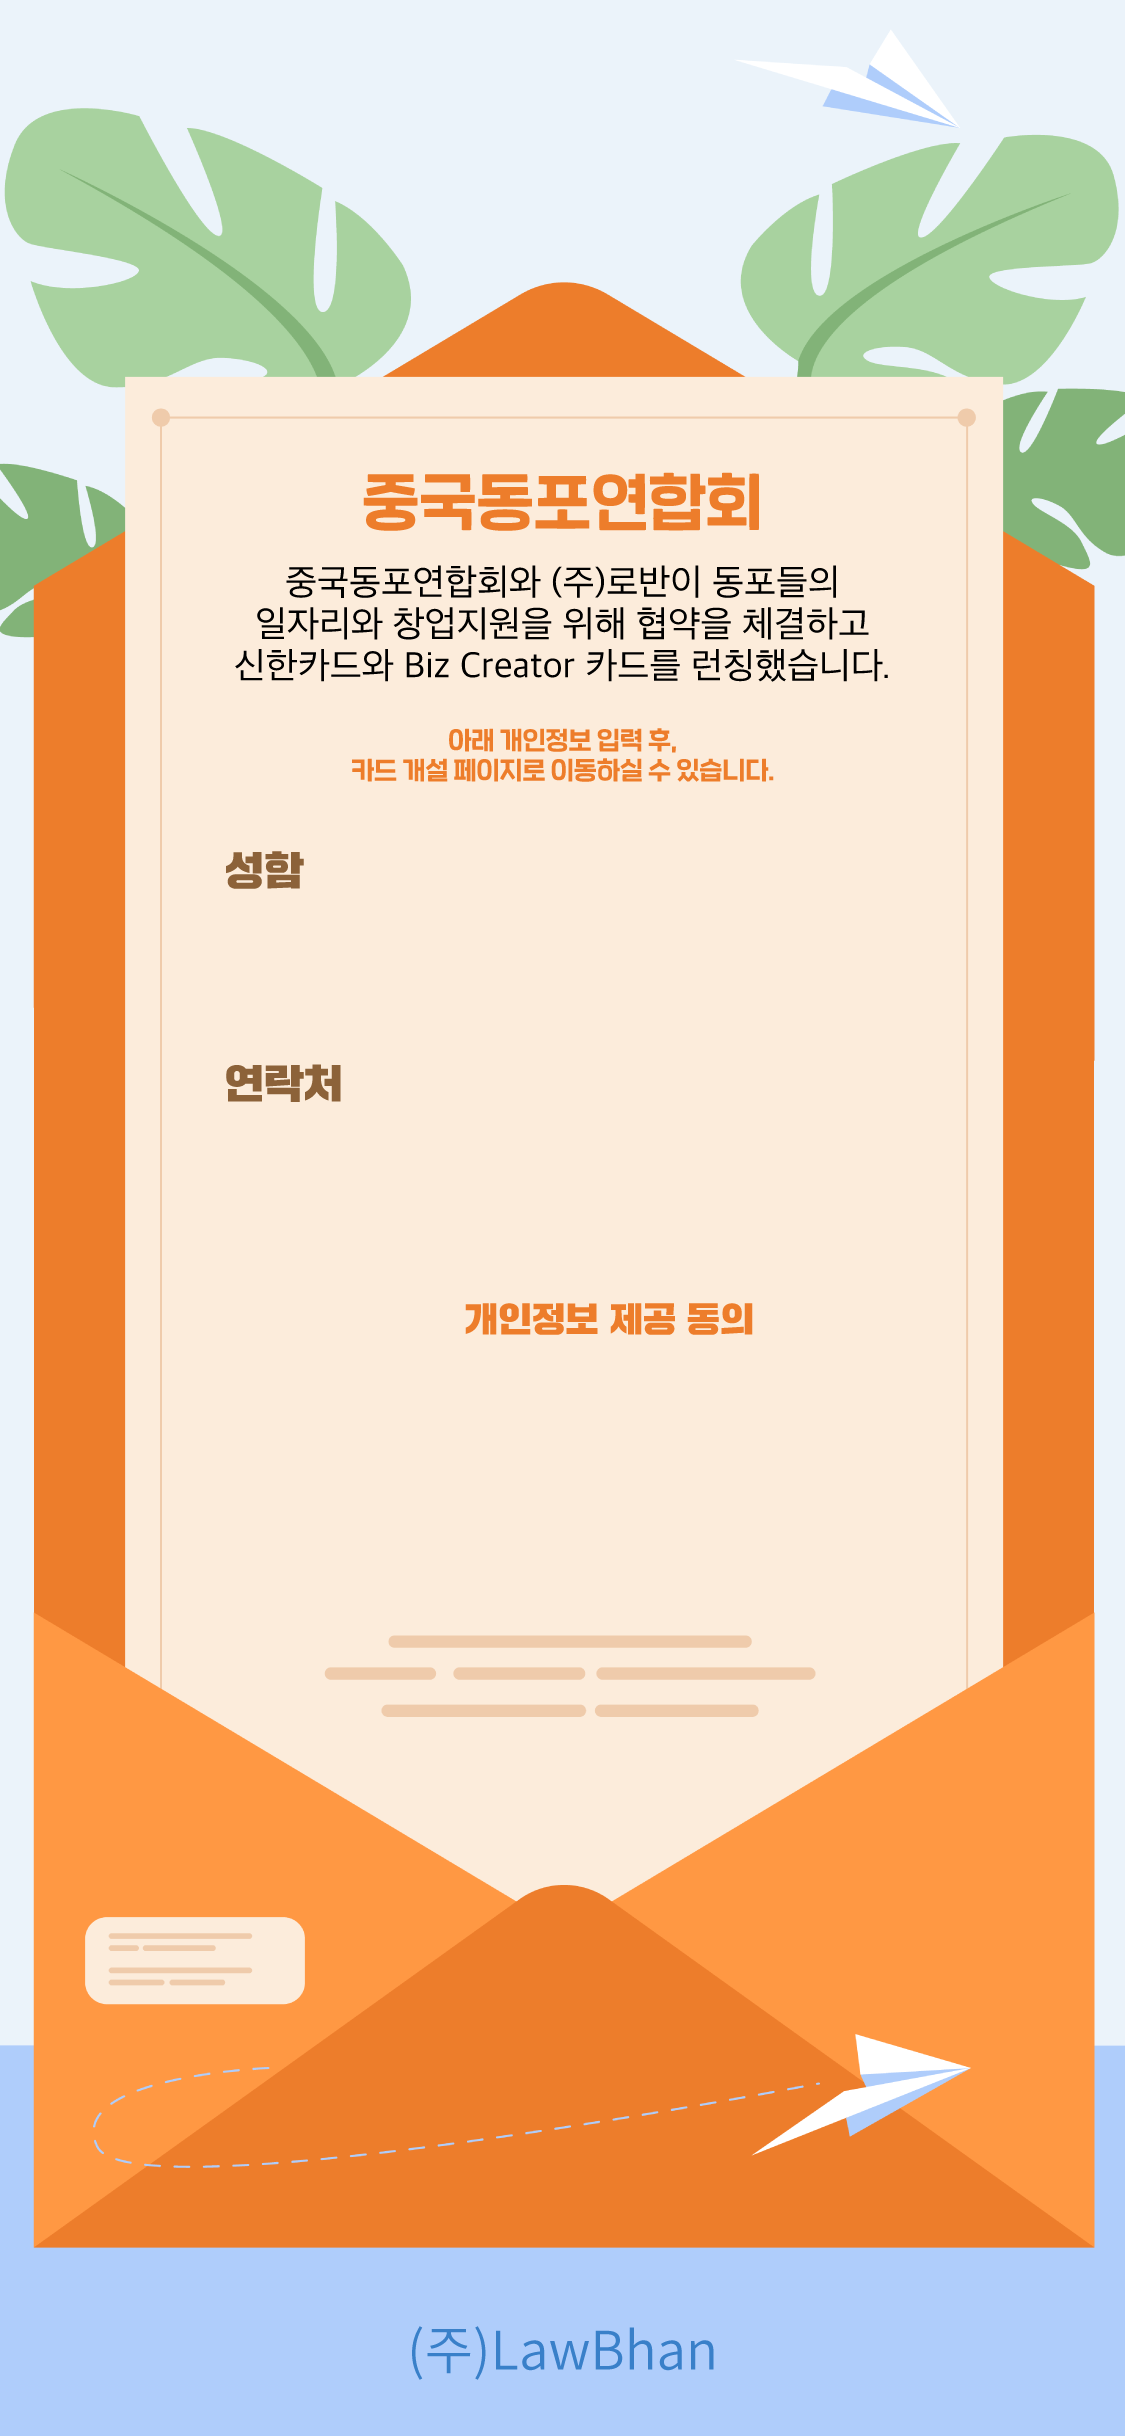 중국동포연합회
중국동포연합회와 (주)로반이 동포들의
일자리와 창업지원을 위해 협약을 체결하고
신한카드와 Biz Creator 카드를 런칭했습니다.
아래 개인정보 입력 후,
카드 개설 페이지로 이동하실 수 있습니다.
성함
연락처
개인정보 제공 동의
(주)LawBhan